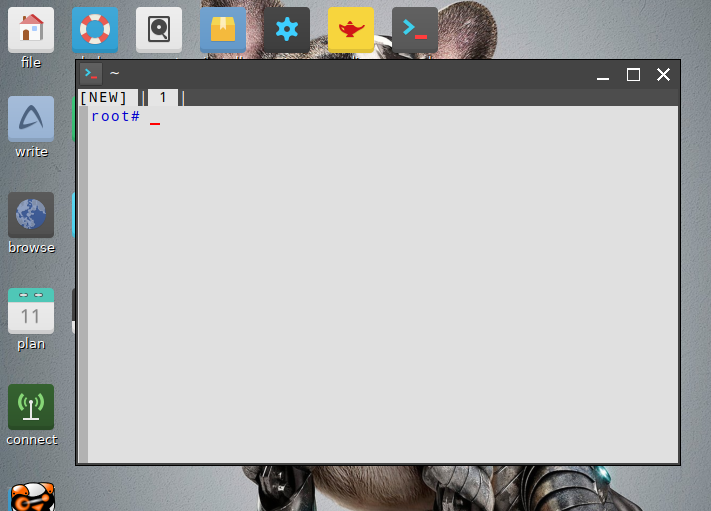 file
~
[NEW] | 1 |
root# _
write
browse
11
plan
connect